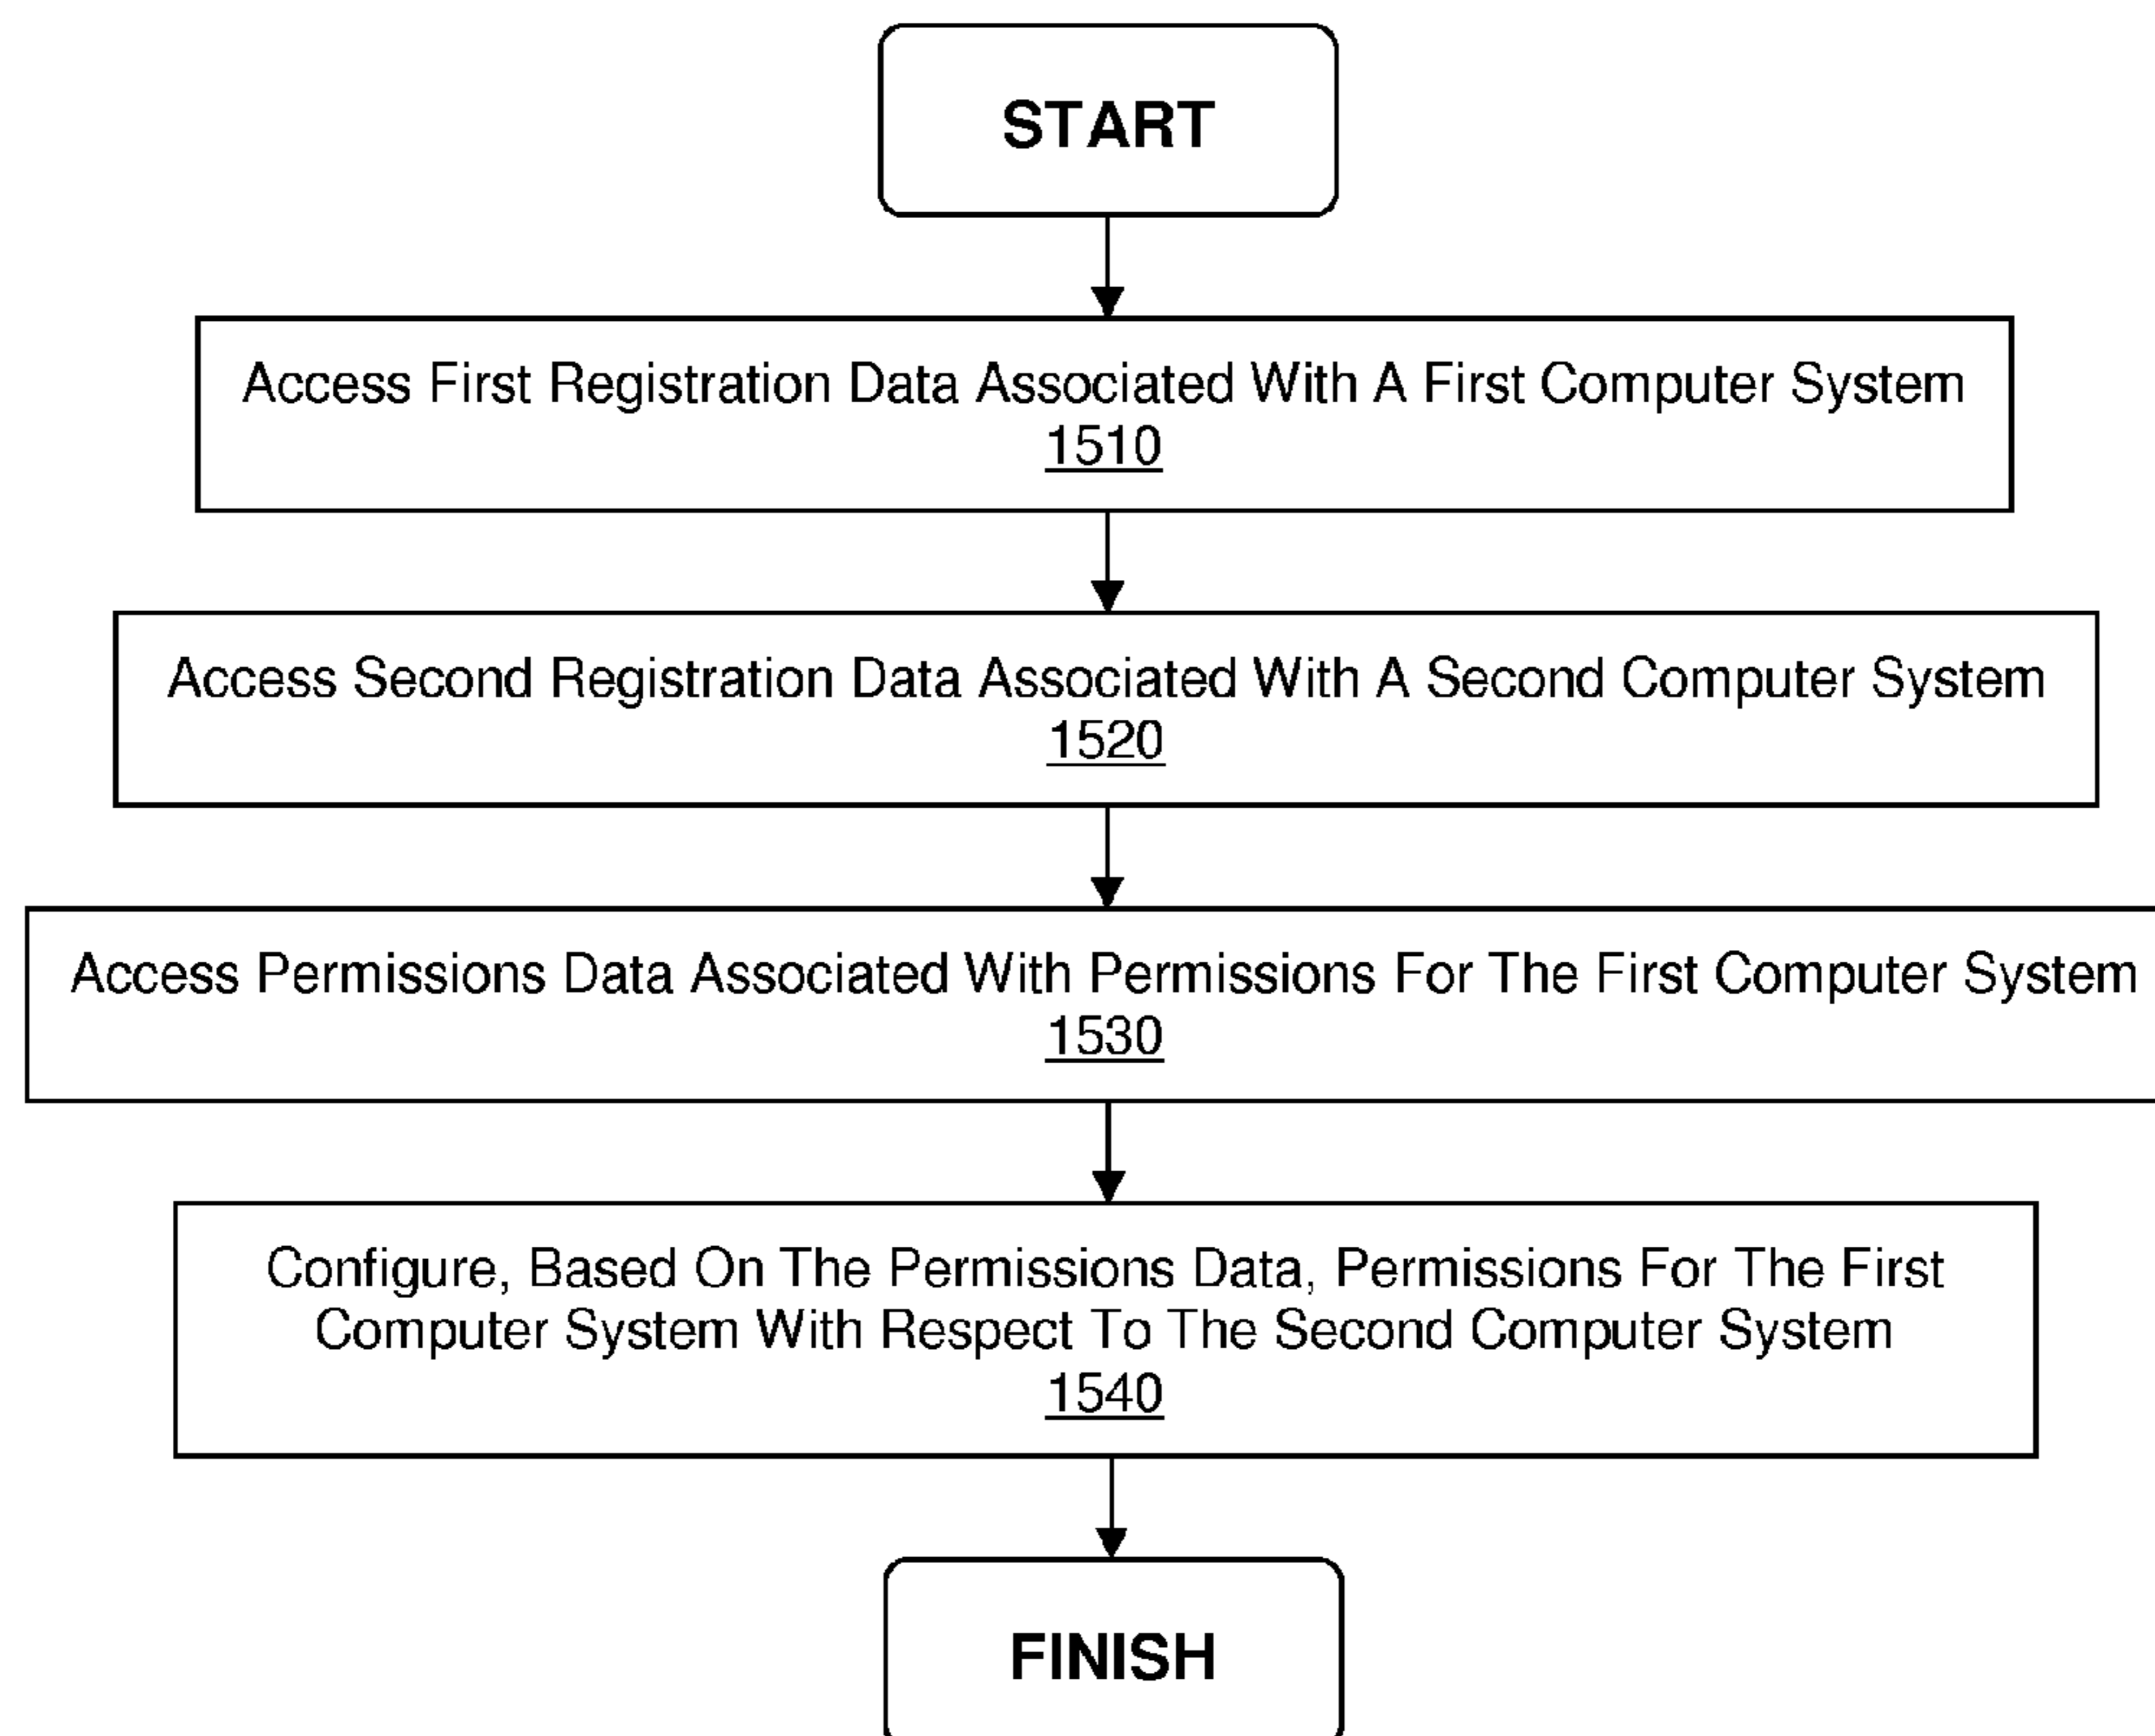 START
Access First Registration Data Associated With A First Computer System
1510
Access Second Registration Data Associated With A Second Computer System
1520
Access Permissions Data Associated With Permissions For The First Computer System
1530
Configure, Based On The Permissions Data, Permissions For The First
Computer System With Respect To The Second Computer System
1540
FINISH